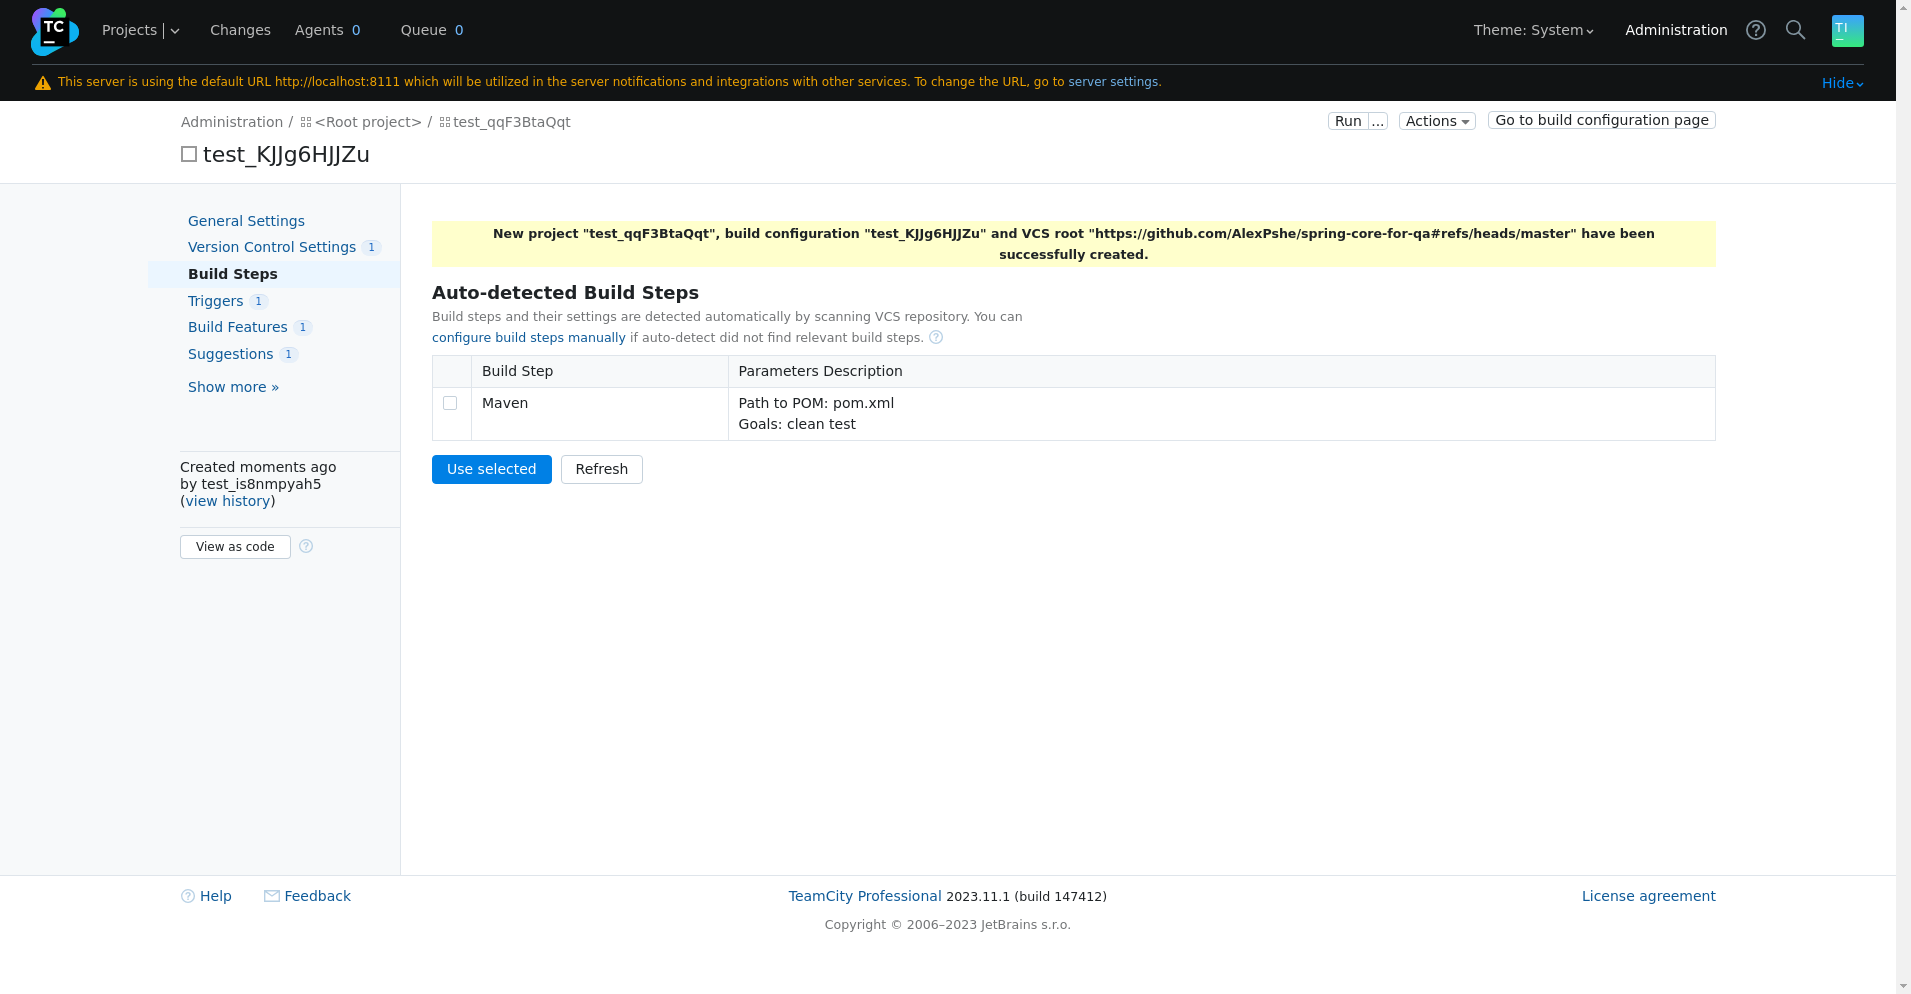 TC
Projects
Changes
Agents 0
Queue 0
Theme: System
Administration
TI
This server is using the default URL http://localhost:8111 which will be utilized in the server notifications and integrations with other services. To change the URL, go to server settings.
Hide
Administration / <Root project> / test_qqF3BtaQqt
Run ...
Actions
Go to build configuration page
test_KJJg6HJJZu
General Settings
Version Control Settings 1
Build Steps
Triggers 1
Build Features 1
Suggestions 1
Show more »
Created moments ago
by test_is8nmpyah5
(view history)
View as code ?
New project "test_qqF3BtaQqt", build configuration "test_KJJg6HJJZu" and VCS root "https://github.com/AlexPshe/spring-core-for-qa#refs/heads/master" have been
successfully created.
Auto-detected Build Steps
Build steps and their settings are detected automatically by scanning VCS repository. You can
configure build steps manually if auto-detect did not find relevant build steps. ?
Build Step
Parameters Description
Maven
Path to POM: pom.xml
Goals: clean test
Use selected
Refresh
? Help
Feedback
TeamCity Professional 2023.11.1 (build 147412)
License agreement
Copyright © 2006–2023 JetBrains s.r.o.